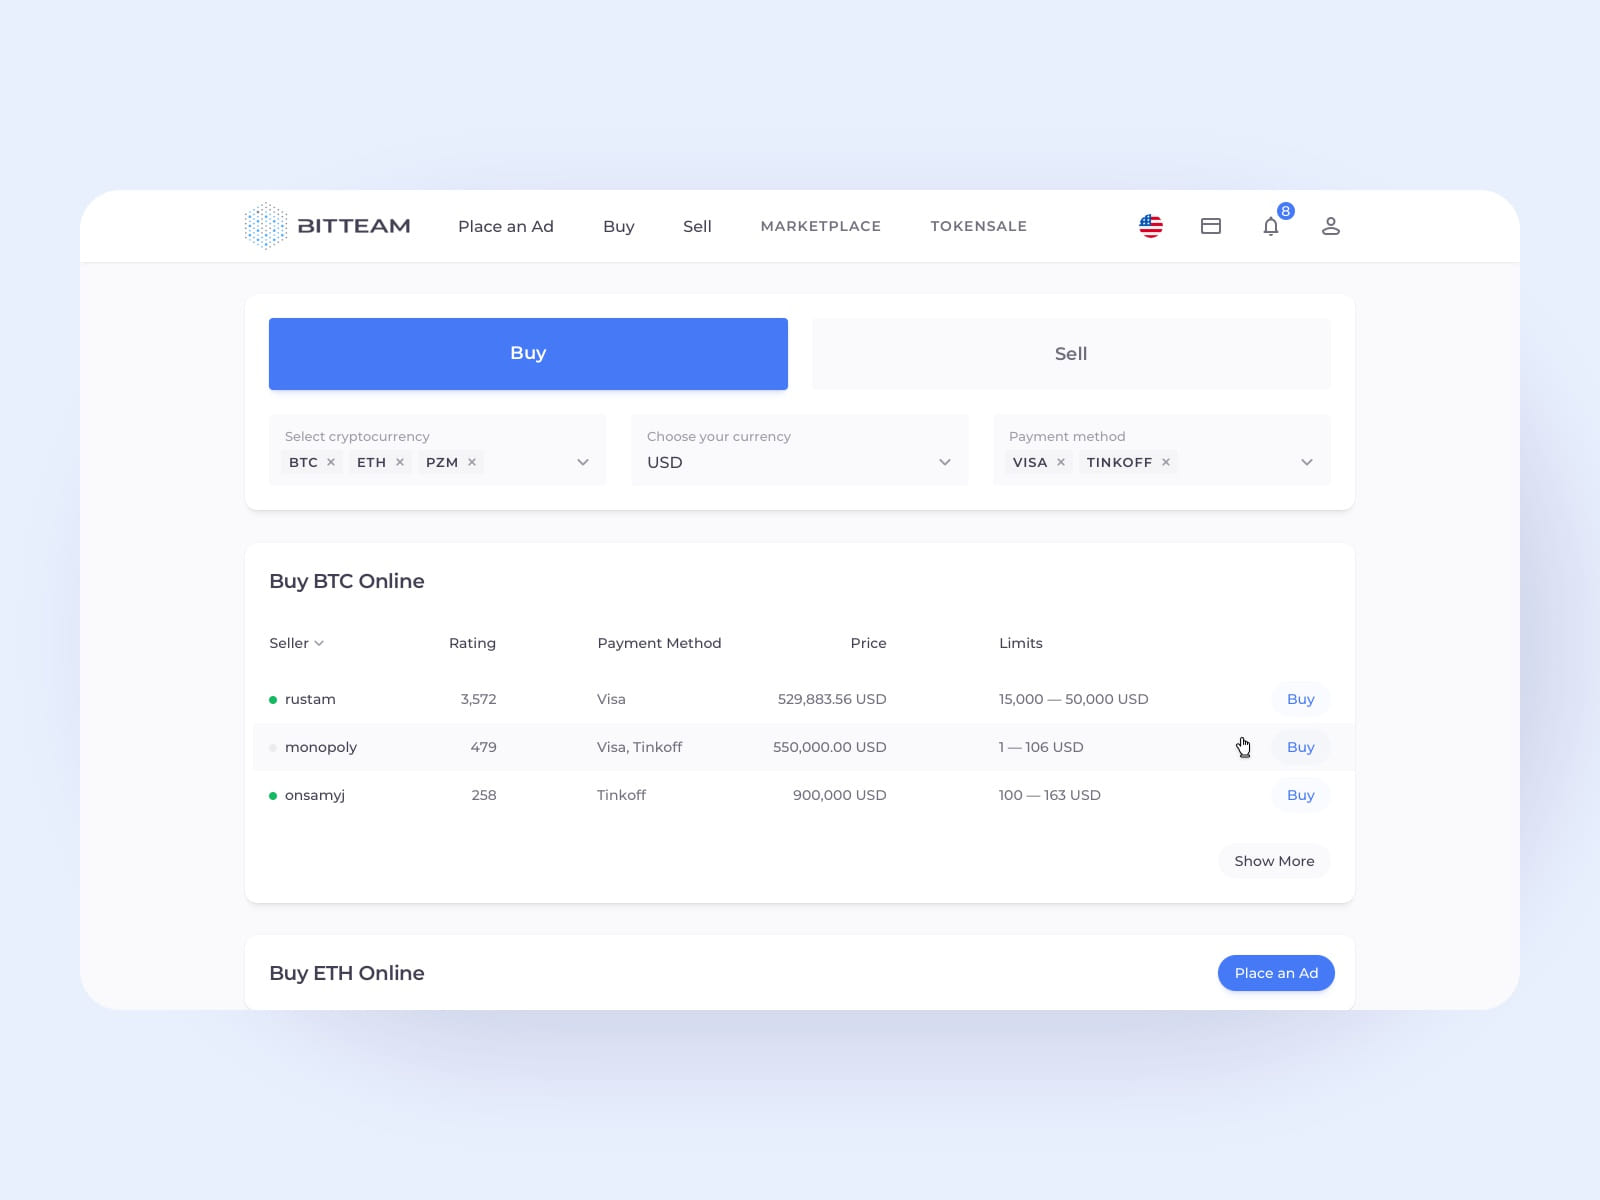 BITTEAM Place an Ad Buy Sell MARKETPLACE TOKENSALE 8
Buy Sell
Select cryptocurrency Choose your currency Payment method
BTC × ETH × PZM × USD VISA × TINKOFF ×
Buy BTC Online
Seller Rating Payment Method Price Limits
rustam 3,572 Visa 529,883.56 USD 15,000 — 50,000 USD Buy
monopoly 479 Visa, Tinkoff 550,000.00 USD 1 — 106 USD Buy
onsamyj 258 Tinkoff 900,000 USD 100 — 163 USD Buy
Show More
Buy ETH Online Place an Ad